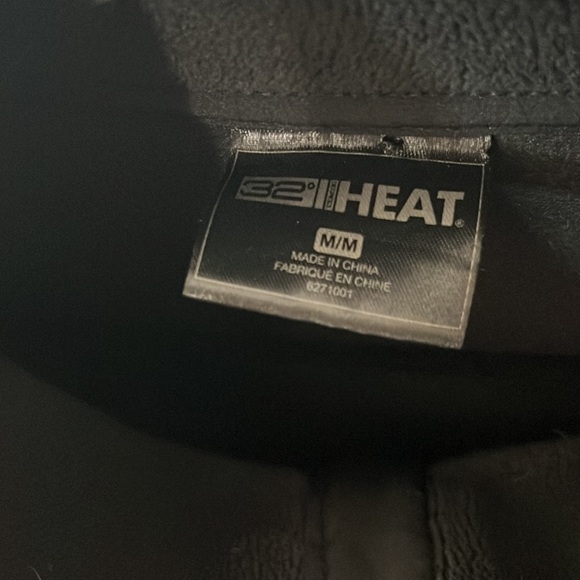 32° HEAT®
M/M
MADE IN CHINA
FABRIQUÉ EN CHINE
6271001